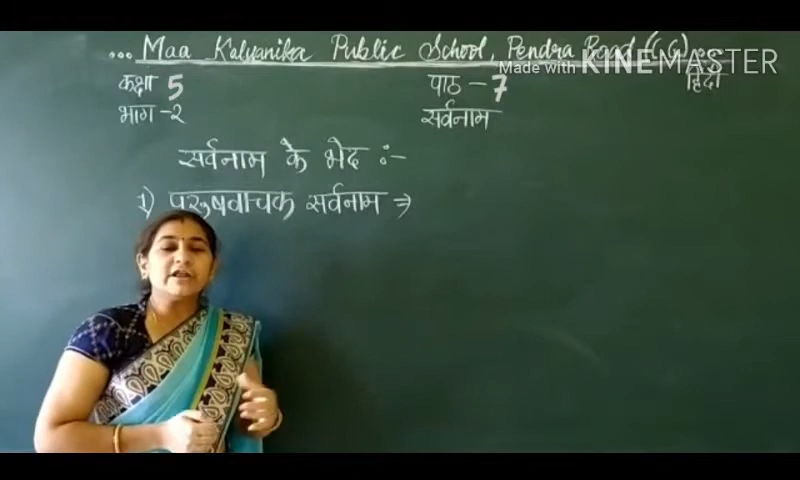 ... Maa Kalyanika Public School, Pendra Road (C.G) ...
Made with KINEMASTER
कक्षा 5 पाठ - 7 हिंदी
भाग - २ सर्वनाम
सर्वनाम के भेद :-
1) पुरुषवाचक सर्वनाम ⇒